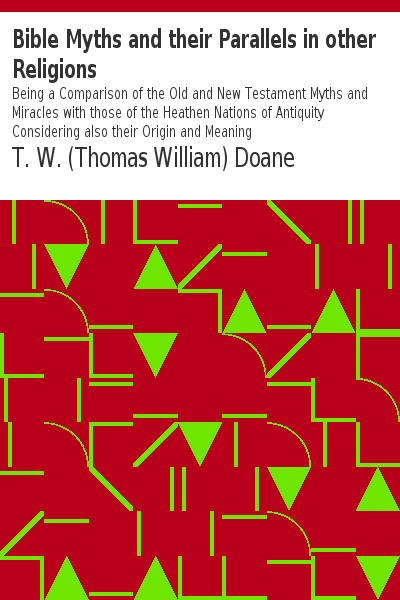 Bible Myths and their Parallels in other
Religions
Being a Comparison of the Old and New Testament Myths and
Miracles with those of the Heathen Nations of Antiquity
Considering also their Origin and Meaning
T. W. (Thomas William) Doane